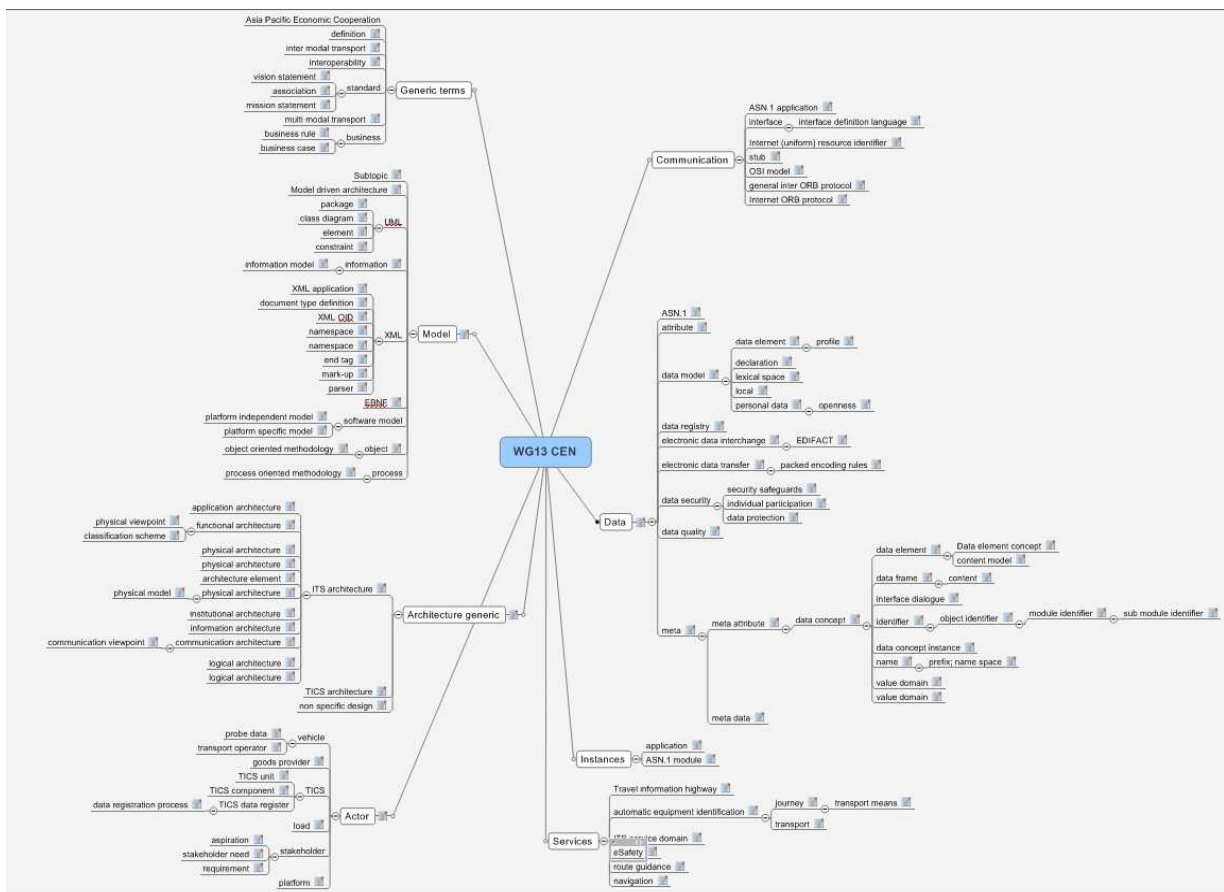 Asia Pacific Economic Cooperation
definition
inter modal transport
interoperability
vision statement
association
mission statement
standard
multi modal transport
business rule
business case
business
Generic terms
Subtopic
Model driven architecture
package
class diagram
element
constraint
UML
information model
information
XML application
document type definition
XML OID
namespace
namespace
end tag
mark-up
parser
XML
EBNF
platform independent model
platform specific model
software model
object oriented methodology
object
process oriented methodology
process
Model
application architecture
physical viewpoint
classification scheme
functional architecture
physical architecture
physical architecture
architecture element
physical model
physical architecture
institutional architecture
information architecture
communication viewpoint
communication architecture
logical architecture
logical architecture
ITS architecture
TICS architecture
non specific design
Architecture generic
probe data
transport operator
vehicle
goods provider
TICS unit
TICS component
data registration process
TICS data register
TICS
load
aspiration
stakeholder need
requirement
stakeholder
platform
Actor
WG13 CEN
Communication
ASN.1 application
interface
interface definition language
Internet (uniform) resource identifier
stub
OSI model
general inter ORB protocol
Internet ORB protocol
Data
ASN.1
attribute
data model
data element
profile
declaration
lexical space
local
personal data
openness
data registry
electronic data interchange
EDIFACT
electronic data transfer
packed encoding rules
data security
security safeguards
individual participation
data protection
data quality
meta
meta attribute
data concept
data element
Data element concept
content model
data frame
content
interface dialogue
identifier
object identifier
module identifier
sub module identifier
data concept instance
name
prefix; name space
value domain
value domain
meta data
Instances
application
ASN.1 module
Services
Travel information highway
automatic equipment identification
journey
transport means
transport
ITS service domain
eSafety
route guidance
navigation